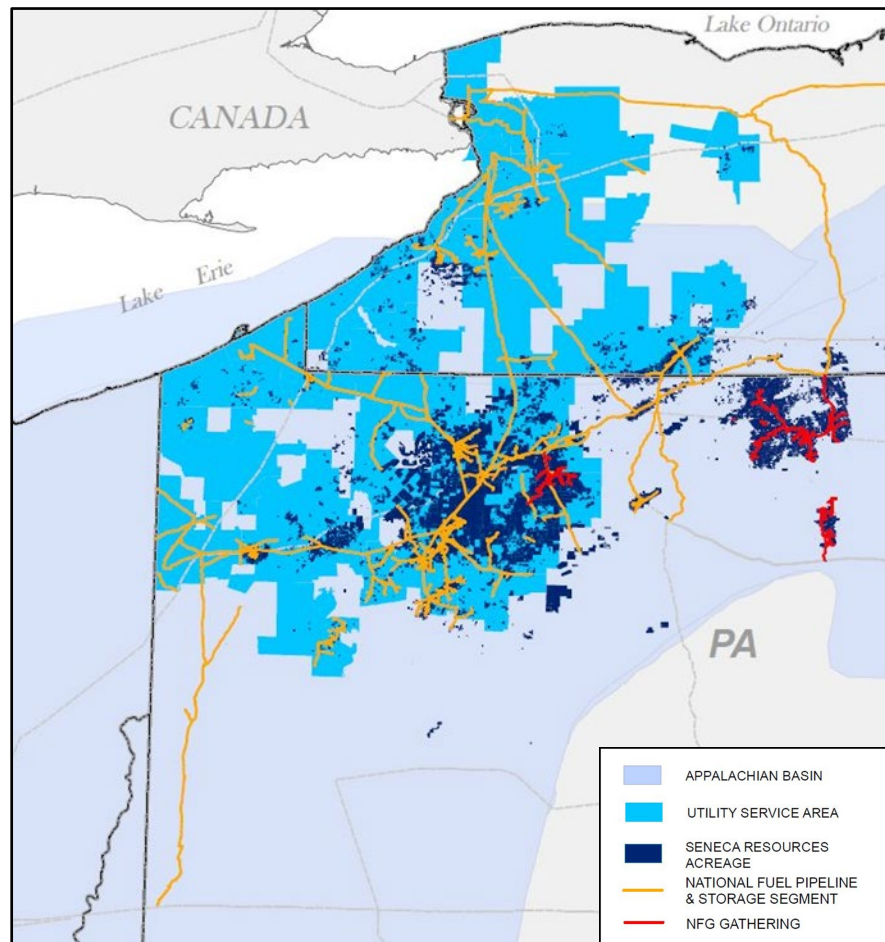 Lake Ontario
CANADA
Lake Erie
PA
APPALACHIAN BASIN
UTILITY SERVICE AREA
SENECA RESOURCES
ACREAGE
NATIONAL FUEL PIPELINE
& STORAGE SEGMENT
NFG GATHERING